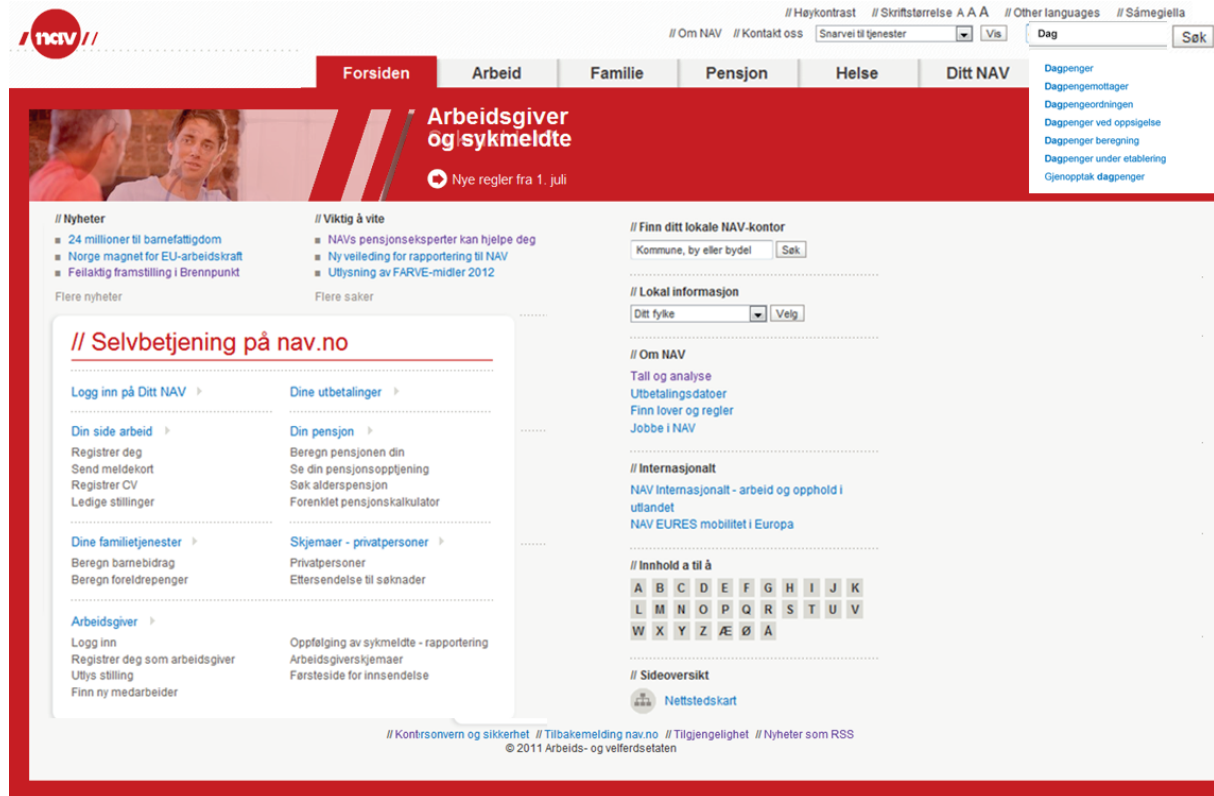 // Høykontrast // Skriftstørrelse A A A // Other languages // Sámegiella
nav
// Om NAV // Kontakt oss Snarvei til tjenester Vis Dag Søk
Forsiden Arbeid Familie Pensjon Helse Ditt NAV
Dagpenger
Dagpengemottager
Dagpengeordningen
Dagpenger ved oppsigelse
Dagpenger beregning
Dagpenger under etablering
Gjenopptak dagpenger
Arbeidsgiver
og sykmeldte
Nye regler fra 1. juli
// Nyheter
24 millioner til barnefattigdom
Norge magnet for EU-arbeidskraft
Feilaktig framstilling i Brennpunkt
Flere nyheter
// Viktig å vite
NAVs pensjonseksperter kan hjelpe deg
Ny veileding for rapportering til NAV
Utlysning av FARVE-midler 2012
Flere saker
// Selvbetjening på nav.no
Logg inn på Ditt NAV
Dine utbetalinger
Din side arbeid
Registrer deg
Send meldekort
Registrer CV
Ledige stillinger
Din pensjon
Beregn pensjonen din
Se din pensjonsopptjening
Søk alderspensjon
Forenklet pensjonskalkulator
Dine familietjenester
Beregn barnebidrag
Beregn foreldrepenger
Skjemaer - privatpersoner
Privatpersoner
Ettersendelse til søknader
Arbeidsgiver
Logg inn
Registrer deg som arbeidsgiver
Utlys stilling
Finn ny medarbeider
Oppfølging av sykmeldte - rapportering
Arbeidsgiverskjemaer
Førsteside for innsendelse
// Finn ditt lokale NAV-kontor
Kommune, by eller bydel Søk
// Lokal informasjon
Ditt fylke Velg
// Om NAV
Tall og analyse
Utbetalingsdatoer
Finn lover og regler
Jobbe i NAV
// Internasjonalt
NAV Internasjonalt - arbeid og opphold i
utlandet
NAV EURES mobilitet i Europa
// Innhold a til å
A B C D E F G H I J K
L M N O P Q R S T U V
W X Y Z Æ Ø Å
// Sideoversikt
Nettstedskart
// Kontrsonvern og sikkerhet // Tilbakemelding nav.no // Tilgjengelighet // Nyheter som RSS
© 2011 Arbeids- og velferdsetaten